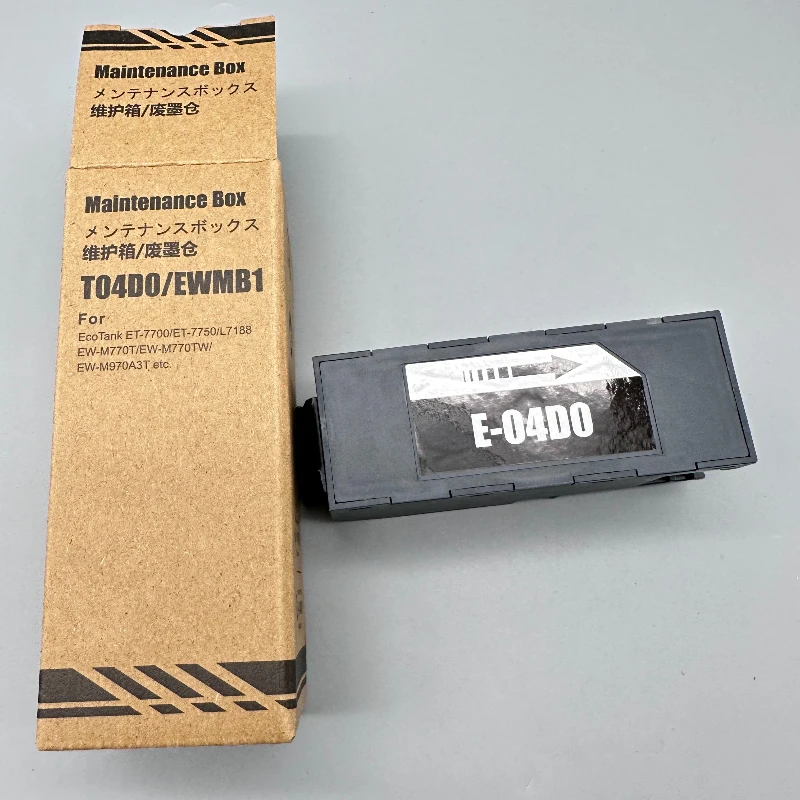 Maintenance Box
メンテナンスボックス
维护箱/废墨仓
Maintenance Box
メンテナンスボックス
维护箱/废墨仓
T04D0/EWMB1
For
EcoTank ET-7700/ET-7750/L7188
EW-M770T/EW-M770TW/
EW-M970A3T etc.
E-04D0